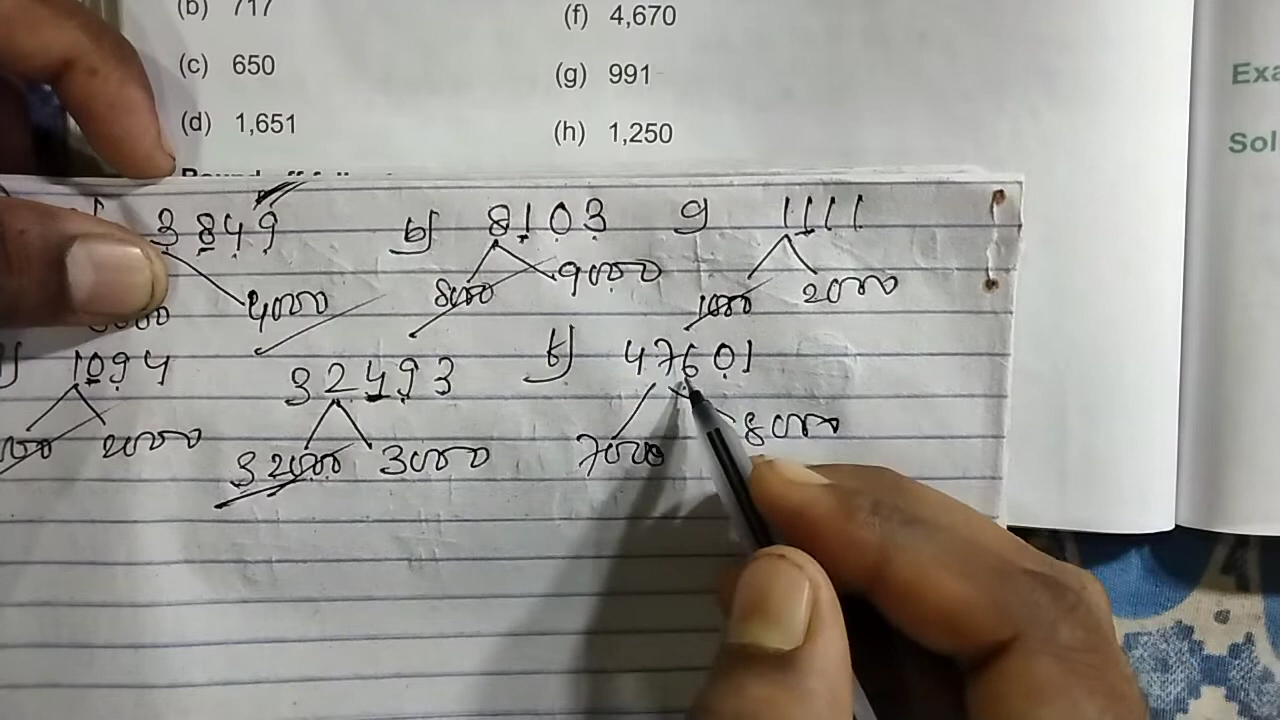 (b) 717 (f) 4,670
(c) 650 (g) 991
(d) 1,651 (h) 1,250
Exa
Sol
3849 b) 8103 g 1111
4000 8000 9000 1000 2000
1094 32493 f) 47601
2000 32000 3000 7000 8000